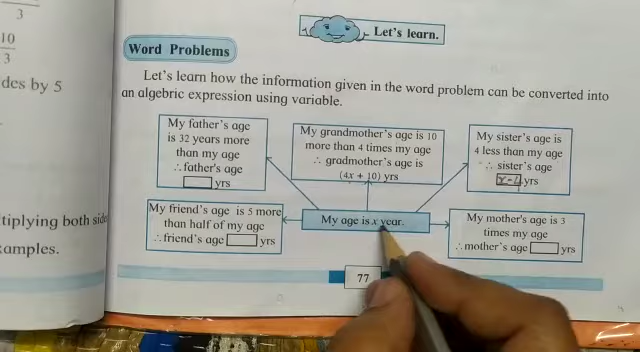 3
10
3
des by 5
tiplying both side
xamples.
Let's learn.
Word Problems
Let's learn how the information given in the word problem can be converted into
an algebric expression using variable.
My father's age
is 32 years more
than my age
∴ father's age
yrs
My grandmother's age is 10
more than 4 times my age
∴ gradmother's age is
(4x + 10) yrs
My sister's age is
4 less than my age
∴ sister's age
x-4 yrs
My friend's age is 5 more
than half of my age
∴ friend's age yrs
My age is x year.
My mother's age is 3
times my age
∴ mother's age yrs
77